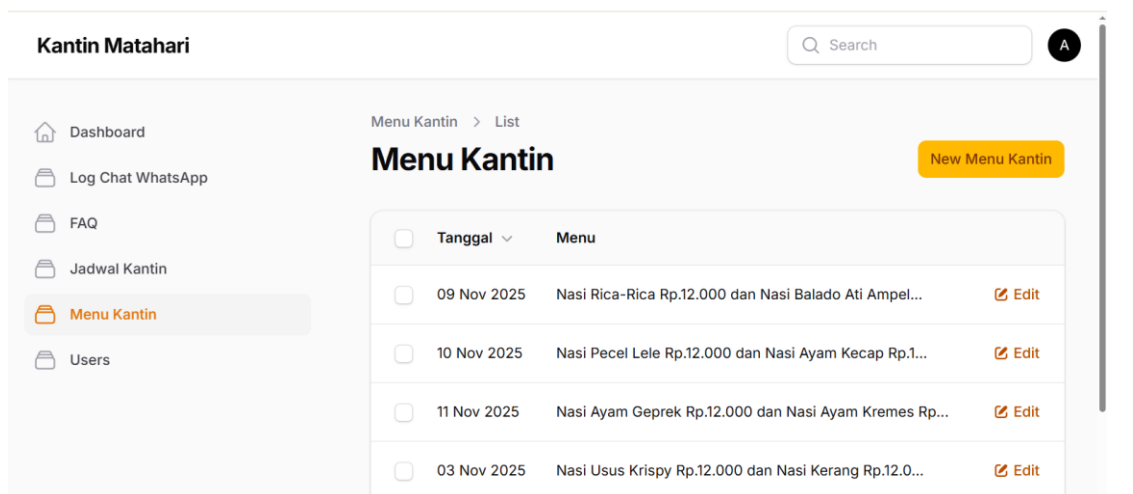 Kantin Matahari
Search
A
Dashboard
Log Chat WhatsApp
FAQ
Jadwal Kantin
Menu Kantin
Users
Menu Kantin > List
Menu Kantin
New Menu Kantin
Tanggal Menu
09 Nov 2025 Nasi Rica-Rica Rp.12.000 dan Nasi Balado Ati Ampel... Edit
10 Nov 2025 Nasi Pecel Lele Rp.12.000 dan Nasi Ayam Kecap Rp.1... Edit
11 Nov 2025 Nasi Ayam Geprek Rp.12.000 dan Nasi Ayam Kremes Rp... Edit
03 Nov 2025 Nasi Usus Krispy Rp.12.000 dan Nasi Kerang Rp.12.0... Edit